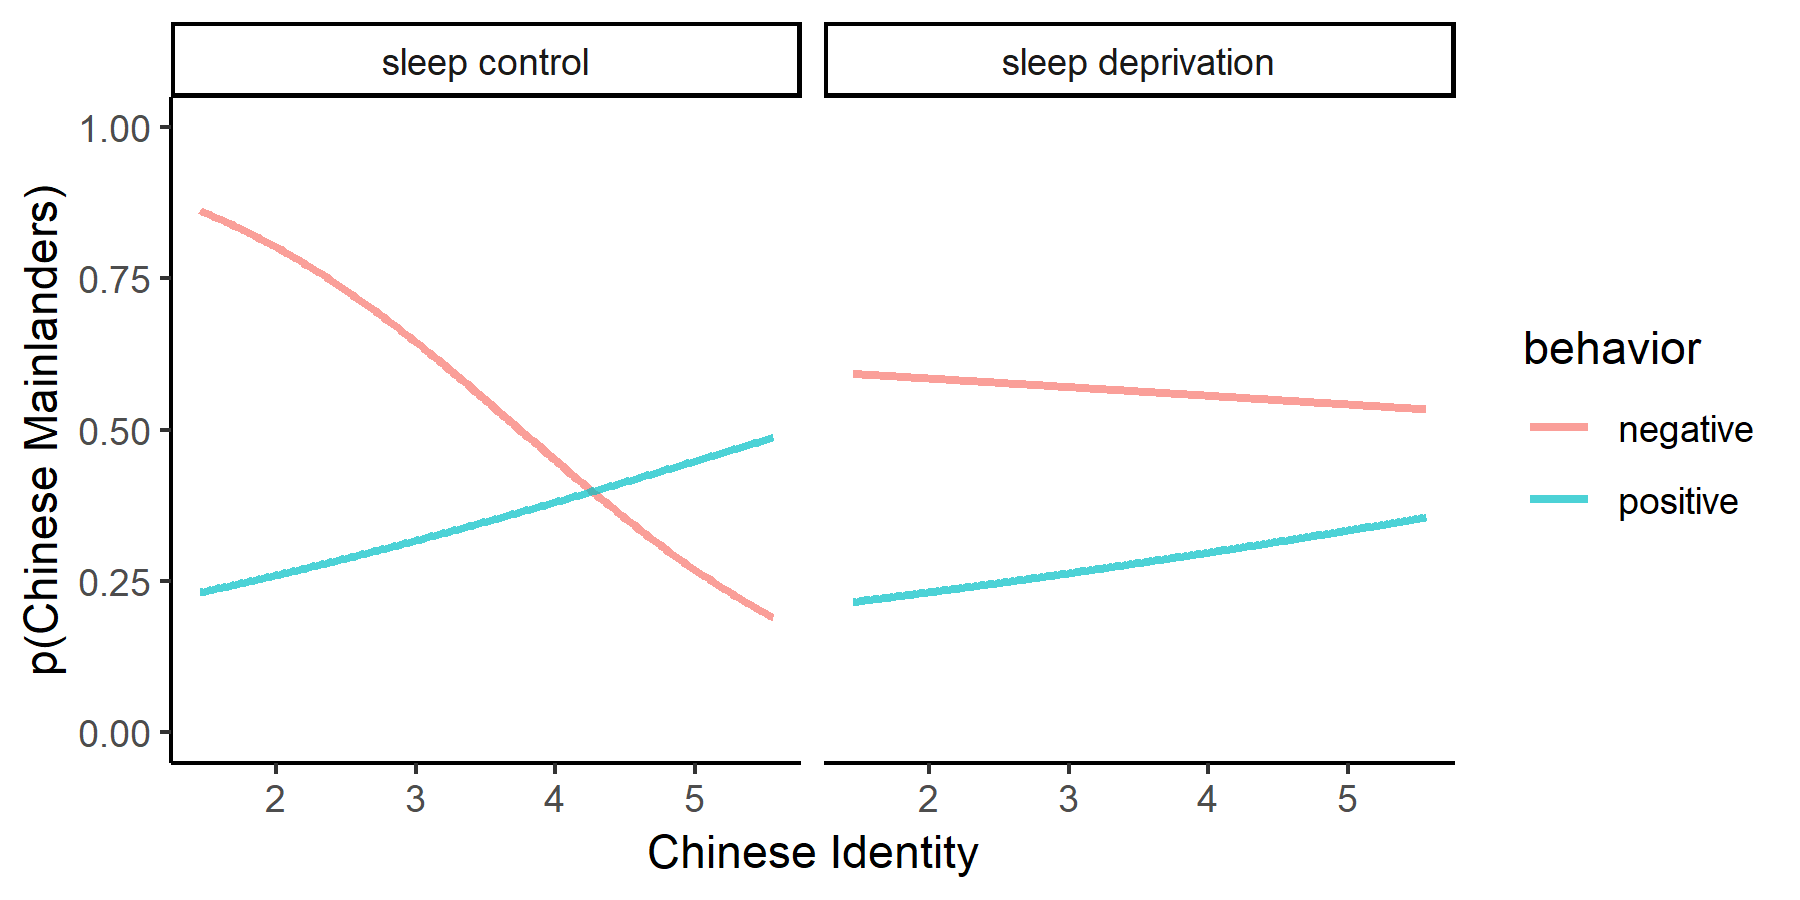 sleep control
sleep deprivation
p(Chinese Mainlanders)
1.00
0.75
0.50
0.25
0.00
2 3 4 5
2 3 4 5
Chinese Identity
behavior
negative
positive